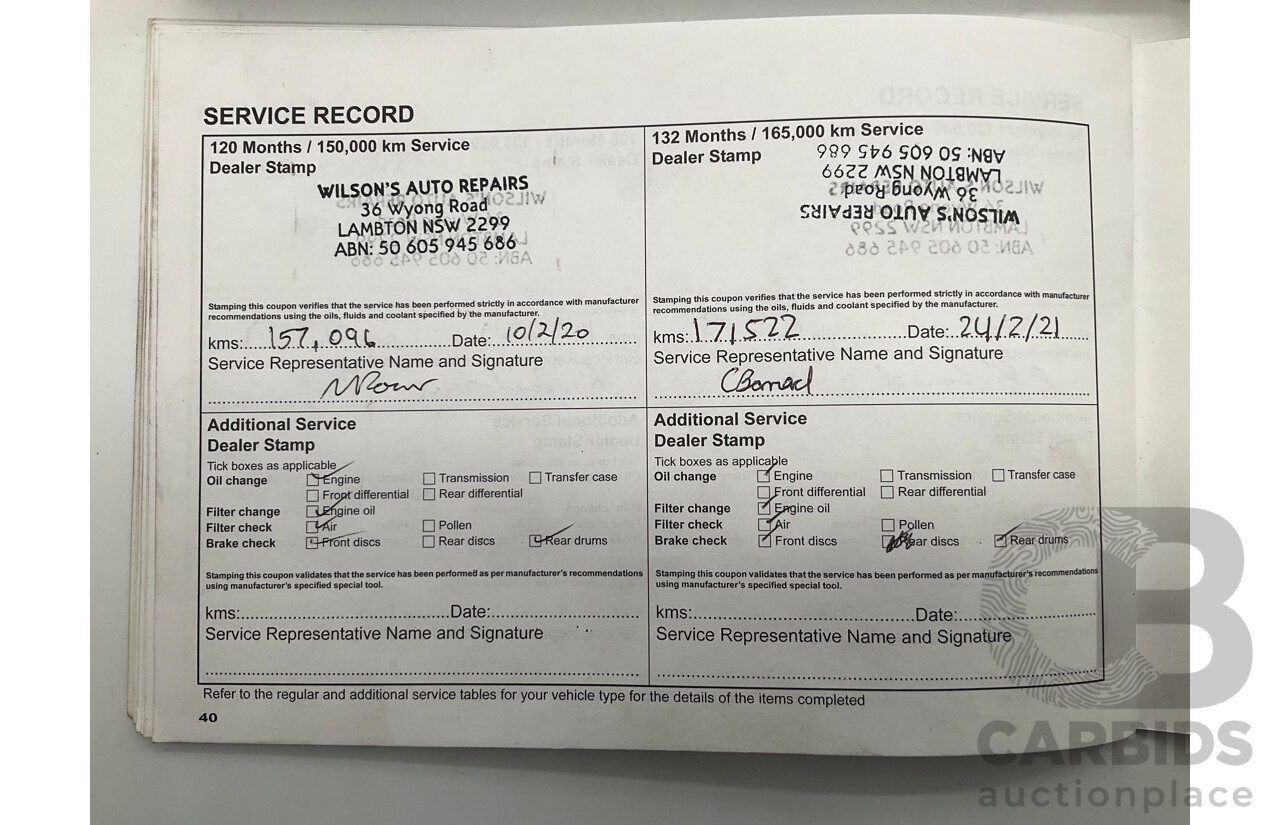 SERVICE RECORD
120 Months / 150,000 km Service
Dealer Stamp
WILSON'S AUTO REPAIRS
36 Wyong Road
LAMBTON NSW 2299
ABN: 50 605 945 686
Stamping this coupon verifies that the service has been performed strictly in accordance with manufacturer
recommendations using the oils, fluids and coolant specified by the manufacturer.
kms: 157,096 Date: 10/2/20
Service Representative Name and Signature
Additional Service
Dealer Stamp
Tick boxes as applicable
Oil change Engine Transmission Transfer case
Front differential Rear differential
Filter change Engine oil
Filter check Air Pollen
Brake check Front discs Rear discs Rear drums
Stamping this coupon validates that the service has been performed as per manufacturer's recommendations
using manufacturer's specified special tool.
kms: Date:
Service Representative Name and Signature
132 Months / 165,000 km Service
Dealer Stamp
WILSON'S AUTO REPAIRS
36 Wyong Road
LAMBTON NSW 2299
ABN: 50 605 945 686
Stamping this coupon verifies that the service has been performed strictly in accordance with manufacturer
recommendations using the oils, fluids and coolant specified by the manufacturer.
kms: 171522 Date: 24/2/21
Service Representative Name and Signature
Additional Service
Dealer Stamp
Tick boxes as applicable
Oil change Engine Transmission Transfer case
Front differential Rear differential
Filter change Engine oil
Filter check Air Pollen
Brake check Front discs Rear discs Rear drums
Stamping this coupon validates that the service has been performed as per manufacturer's recommendations
using manufacturer's specified special tool.
kms: Date:
Service Representative Name and Signature
Refer to the regular and additional service tables for your vehicle type for the details of the items completed
40
CARBIDS
auctionplace